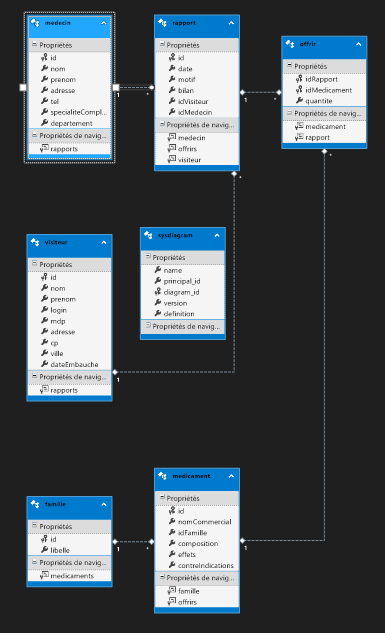 medecin
Propriétés
id
nom
prenom
adresse
tel
specialiteCompl...
departement
Propriétés de navig...
rapports
1
*
rapport
Propriétés
id
date
motif
bilan
idVisiteur
idMedecin
Propriétés de navig...
medecin
offrirs
visiteur
1
*
*
offrir
Propriétés
idRapport
idMedicament
quantite
Propriétés de navig...
medicament
rapport
*
visiteur
Propriétés
id
nom
prenom
login
mdp
adresse
cp
ville
dateEmbauche
Propriétés de navig...
rapports
1
sysdiagram
Propriétés
name
principal_id
diagram_id
version
definition
Propriétés de navig...
famille
Propriétés
id
libelle
Propriétés de navig...
medicaments
1
*
medicament
Propriétés
id
nomCommercial
idFamille
composition
effets
contreIndications
Propriétés de navig...
famille
offrirs
1